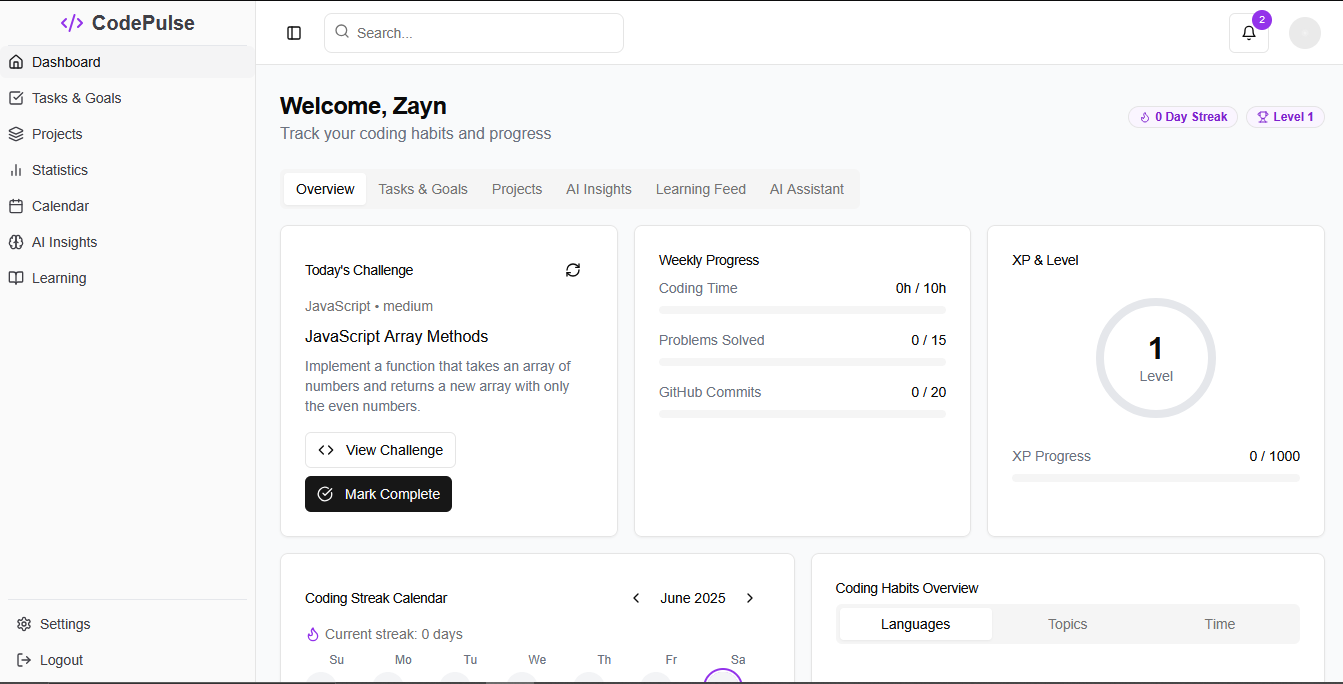 </> CodePulse
Dashboard
Tasks & Goals
Projects
Statistics
Calendar
AI Insights
Learning
Settings
Logout
Search...
2
Welcome, Zayn
Track your coding habits and progress
0 Day Streak
Level 1
Overview Tasks & Goals Projects AI Insights Learning Feed AI Assistant
Today's Challenge
JavaScript • medium
JavaScript Array Methods
Implement a function that takes an array of
numbers and returns a new array with only
the even numbers.
View Challenge
Mark Complete
Weekly Progress
Coding Time 0h / 10h
Problems Solved 0 / 15
GitHub Commits 0 / 20
XP & Level
1
Level
XP Progress 0 / 1000
Coding Streak Calendar
June 2025
Current streak: 0 days
Su Mo Tu We Th Fr Sa
Coding Habits Overview
Languages Topics Time